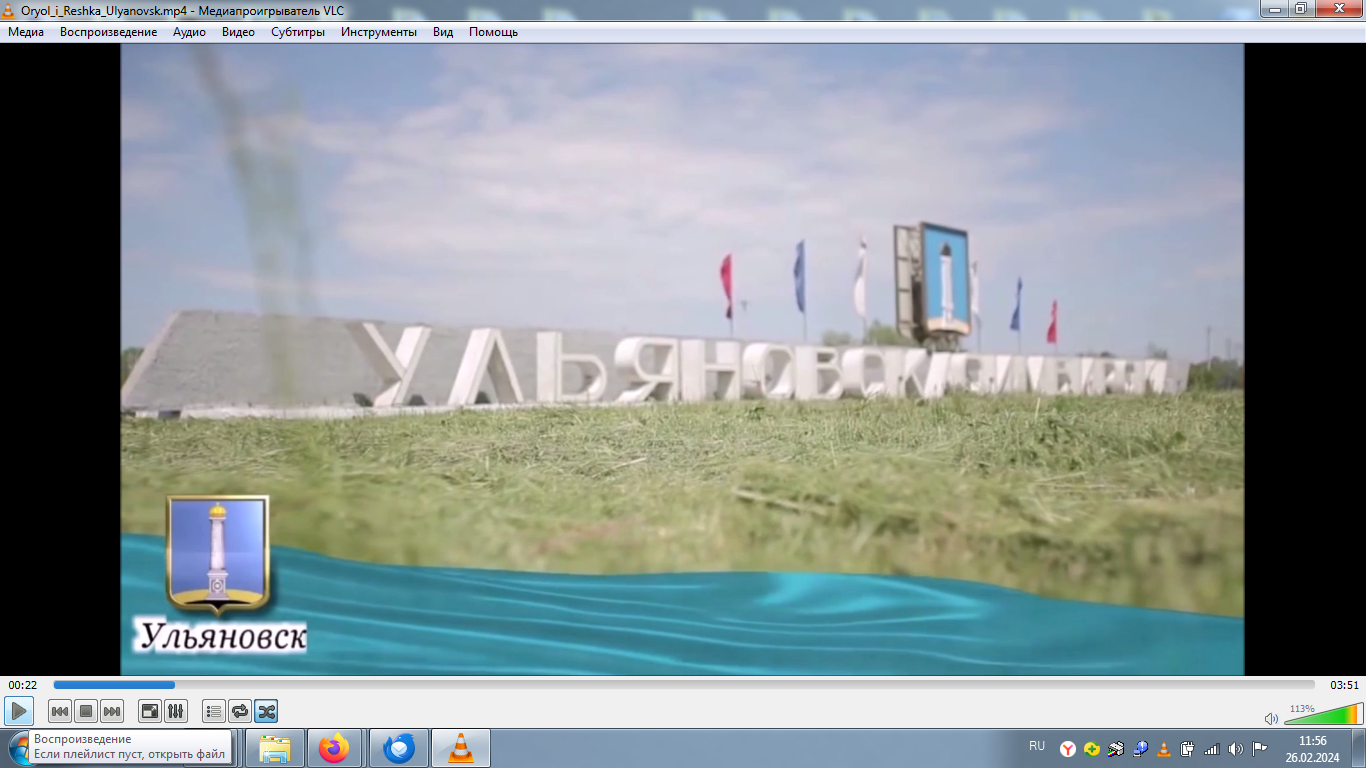 Oryol_i_Reshka_Ulyanovsk.mp4 - Медиапроигрыватель VLC
Медиа Воспроизведение Аудио Видео Субтитры Инструменты Вид Помощь
УЛЬЯНОВСК
Ульяновск
00:22 03:51
113%
Воспроизведение
Если плейлист пуст, открыть файл
RU
11:56
26.02.2024